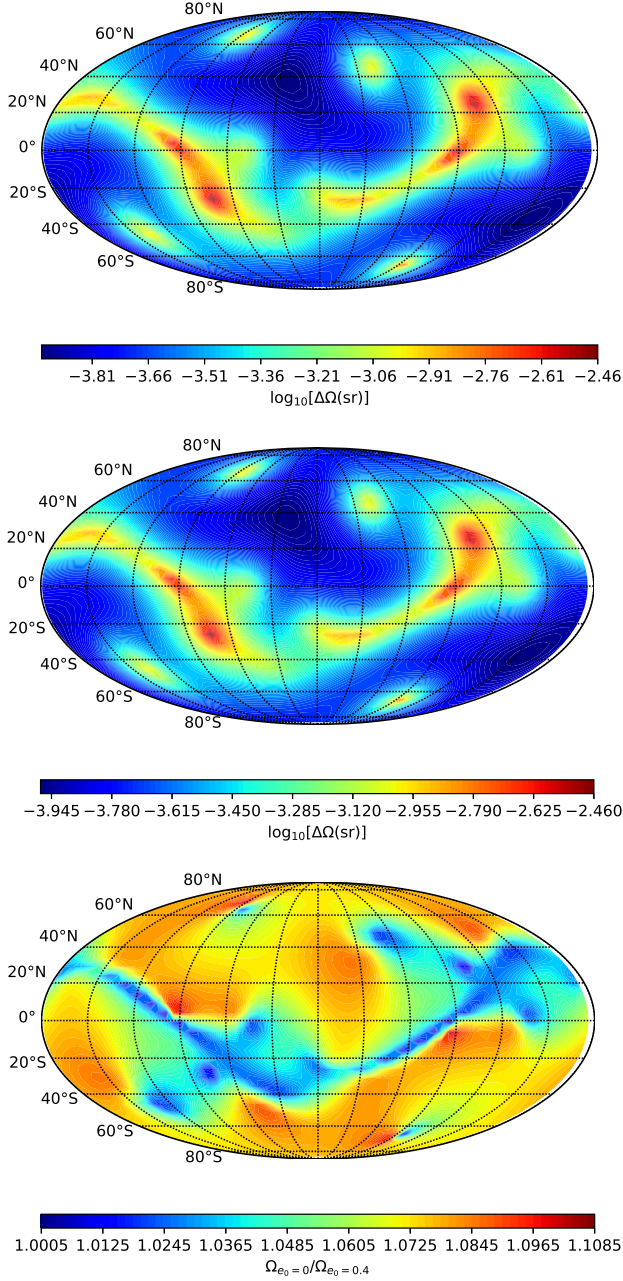 80°N
60°N
40°N
20°N
0°
20°S
40°S
60°S
80°S
−3.81 −3.66 −3.51 −3.36 −3.21 −3.06 −2.91 −2.76 −2.61 −2.46
log₁₀[ΔΩ(sr)]
80°N
60°N
40°N
20°N
0°
20°S
40°S
60°S
80°S
−3.945 −3.780 −3.615 −3.450 −3.285 −3.120 −2.955 −2.790 −2.625 −2.460
log₁₀[ΔΩ(sr)]
80°N
60°N
40°N
20°N
0°
20°S
40°S
60°S
80°S
1.0005 1.0125 1.0245 1.0365 1.0485 1.0605 1.0725 1.0845 1.0965 1.1085
Ω_{e₀=0}/Ω_{e₀=0.4}